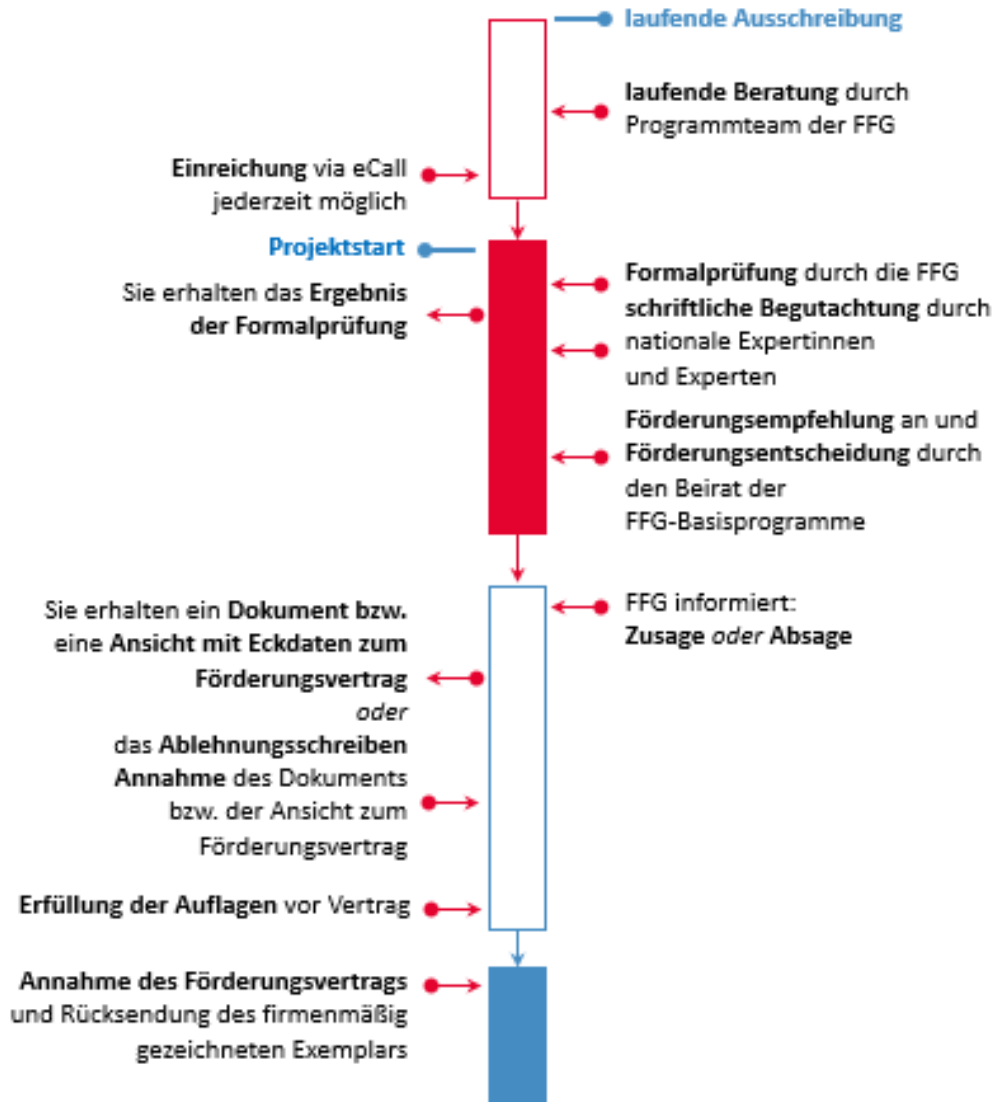 laufende Ausschreibung
laufende Beratung durch
Programmteam der FFG
Einreichung via eCall
jederzeit möglich
Projektstart
Sie erhalten das Ergebnis
der Formalprüfung
Formalprüfung durch die FFG
schriftliche Begutachtung durch
nationale Expertinnen
und Experten
Förderungsempfehlung an und
Förderungsentscheidung durch
den Beirat der
FFG-Basisprogramme
FFG informiert:
Zusage oder Absage
Sie erhalten ein Dokument bzw.
eine Ansicht mit Eckdaten zum
Förderungsvertrag
oder
das Ablehnungsschreiben
Annahme des Dokuments
bzw. der Ansicht zum
Förderungsvertrag
Erfüllung der Auflagen vor Vertrag
Annahme des Förderungsvertrags
und Rücksendung des firmenmäßig
gezeichneten Exemplars